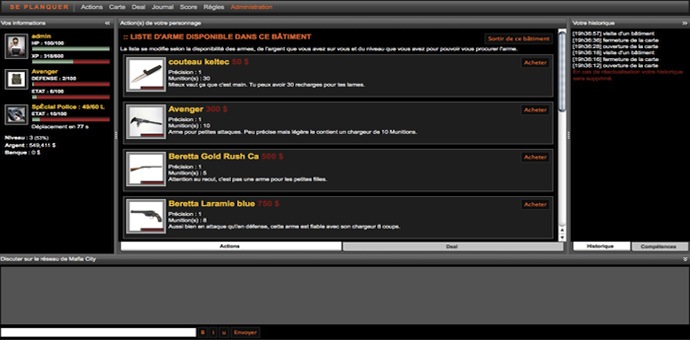 SE PLANQUER Actions Carte Deal Journal Score Règles Administration
Vos informations
admin
HP : 100/100
XP : 318/600
Avenger
DEFENSE : 2/100
ETAT : 6/100
Spécial Police : 49/60 L
ETAT : 10/100
Déplacement en 77 s
Niveau : 3 (53%)
Argent : 549,411 $
Banque : 0 $
Action(s) de votre personnage
:: LISTE D'ARME DISPONIBLE DANS CE BÂTIMENT
Sortir de ce bâtiment
La liste se modifie selon la disponibilité des armes, de l'argent que vous avez sur vous et du niveau que vous avez pour pouvoir vous procurer l'arme.
couteau keltec 50 $
Acheter
Précision : 1
Munition(s) : 30
Mieux vaut ça que c'est main. Tu peux avoir 30 recharges pour tes lames.
Avenger 300 $
Acheter
Précision : 1
Munition(s) : 10
Arme pour petites attaques. Peu précise mais légère le contient un chargeur de 10 Munitions.
Beretta Gold Rush Ca 500 $
Acheter
Précision : 1
Munition(s) : 5
Attention au recul, c'est pas une arme pour les petites filles.
Beretta Laramie blue 750 $
Acheter
Précision : 1
Munition(s) : 8
Aussi bien en attaque qu'en défense, cette arme est fiable avec son chargeur 8 coups.
Actions
Deal
Votre historique
[19h36:57] visite d'un bâtiment
[19h36:36] fermeture de la carte
[19h36:28] ouverture de la carte
[19h36:18] visite d'un bâtiment
[19h36:16] fermeture de la carte
[19h36:12] ouverture de la carte
En cas de réactualisation votre historique
sera supprimé.
Historique
Compétences
Discuter sur le réseau de Mafia City
B i u Envoyer